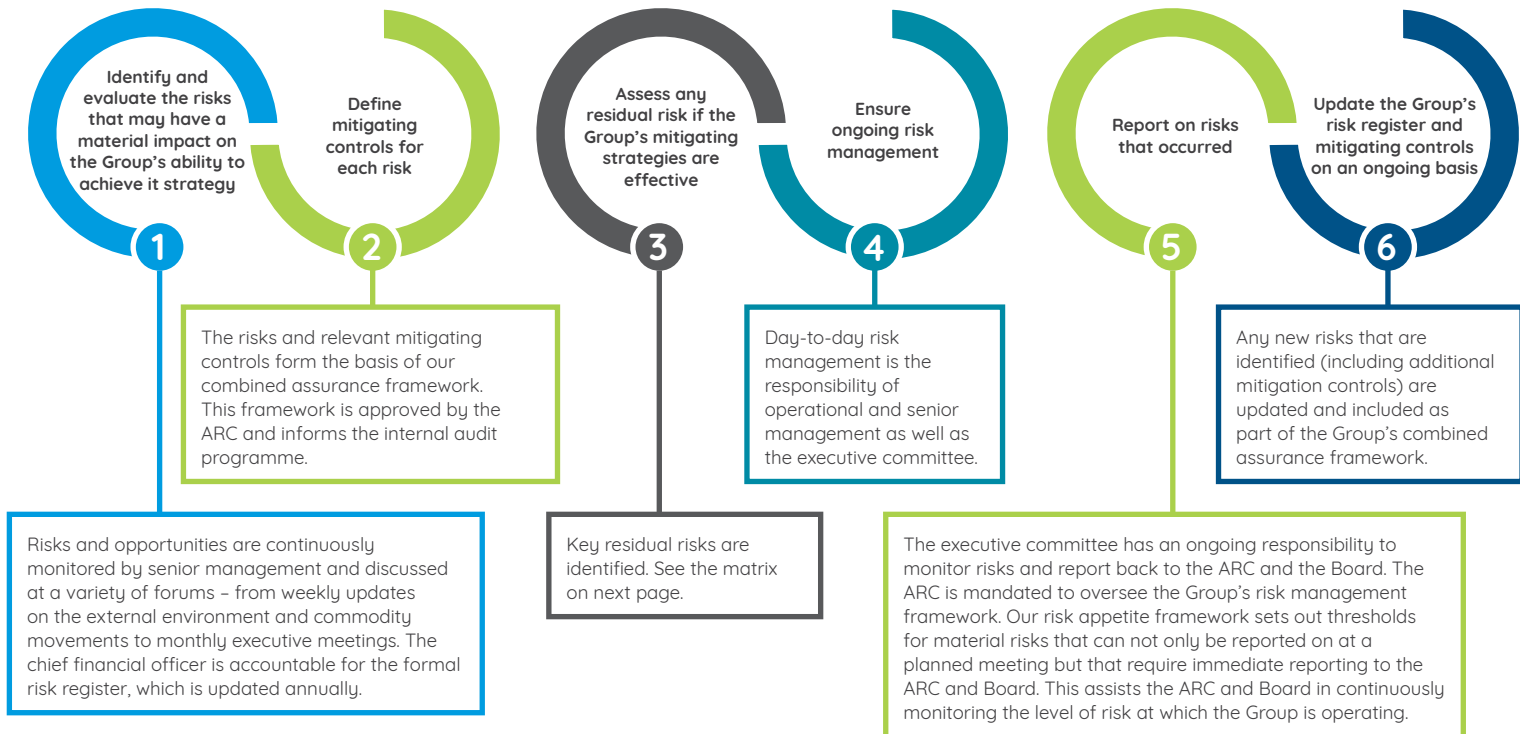 Identify and
evaluate the risks
that may have a
material impact on
the Group's ability to
achieve it strategy
1
Define
mitigating
controls for
each risk
2
Assess any
residual risk if the
Group's mitigating
strategies are
effective
3
Ensure
ongoing risk
management
4
Report on risks
that occurred
5
Update the Group's
risk register and
mitigating controls
on an ongoing basis
6
The risks and relevant mitigating
controls form the basis of our
combined assurance framework.
This framework is approved by the
ARC and informs the internal audit
programme.
Day-to-day risk
management is the
responsibility of
operational and senior
management as well as
the executive committee.
Any new risks that are
identified (including additional
mitigation controls) are
updated and included as
part of the Group's combined
assurance framework.
Risks and opportunities are continuously
monitored by senior management and discussed
at a variety of forums – from weekly updates
on the external environment and commodity
movements to monthly executive meetings. The
chief financial officer is accountable for the formal
risk register, which is updated annually.
Key residual risks are
identified. See the matrix
on next page.
The executive committee has an ongoing responsibility to
monitor risks and report back to the ARC and the Board. The
ARC is mandated to oversee the Group's risk management
framework. Our risk appetite framework sets out thresholds
for material risks that can not only be reported on at a
planned meeting but that require immediate reporting to the
ARC and Board. This assists the ARC and Board in continuously
monitoring the level of risk at which the Group is operating.